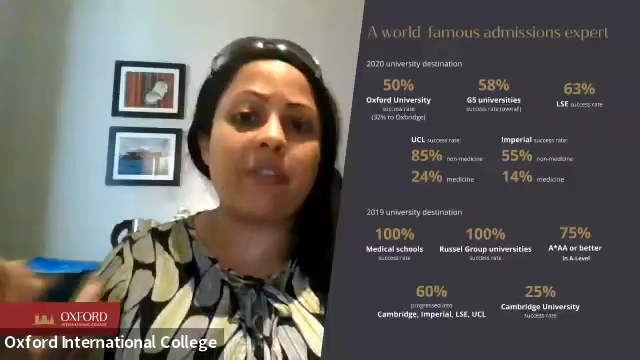 A world-famous admissions expert
2020 university destination
50%
Oxford University
success rate
(32% to Oxbridge)
58%
G5 universities
success rate (overall)
63%
LSE success rate
UCL success rate:
85% non-medicine
24% medicine
Imperial success rate:
55% non-medicine
14% medicine
2019 university destination
100%
Medical schools
success rate
100%
Russel Group universities
success rate
75%
A*AA or better
in A-Level
60%
progressed into
Cambridge, Imperial, LSE, UCL
25%
Cambridge University
success rate
OXFORD
INTERNATIONAL COLLEGE
Oxford International College